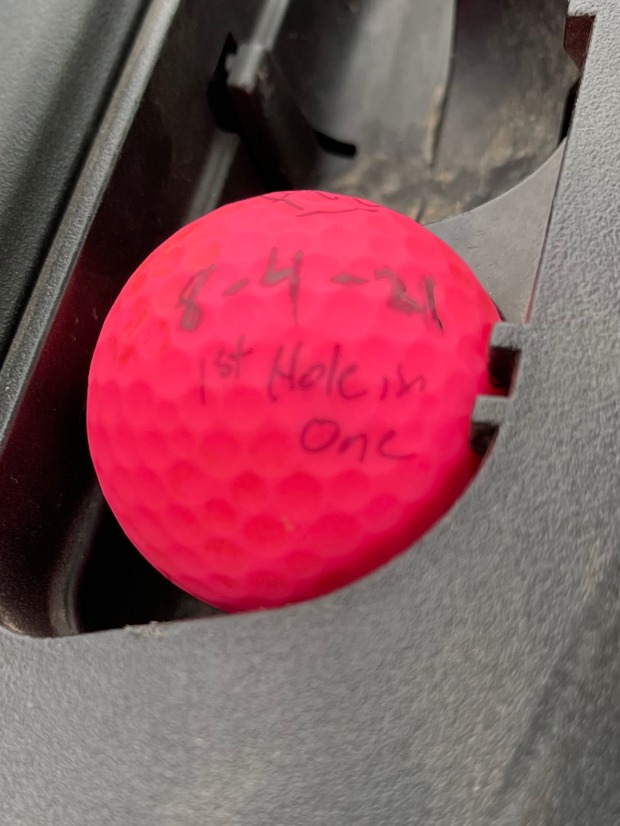 8-4-21
1st Hole in
One